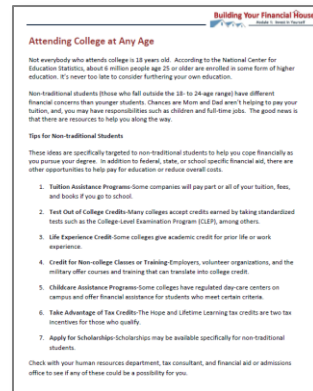 Building Your Financial House
Module 1: Invest in Yourself
Attending College at Any Age
Not everybody who attends college is 18 years old. According to the National Center for
Education Statistics, about 6 million people age 25 or older are enrolled in some form of higher
education. It's never too late to consider furthering your own education.
Non-traditional students (those who fall outside the 18- to 24-age range) have different
financial concerns than younger students. Chances are Mom and Dad aren't helping to pay your
tuition, and, you may have responsibilities such as children and full-time jobs. The good news is
that there are resources to help you along the way.
Tips for Non-traditional Students
These ideas are specifically targeted to non-traditional students to help you cope financially as
you pursue your degree. In addition to federal, state, or school specific financial aid, there are
other opportunities to help pay for education or reduce overall costs.
1. Tuition Assistance Programs-Some companies will pay part or all of your tuition, fees,
and books if you go to school.
2. Test Out of College Credits-Many colleges accept credits earned by taking standardized
tests such as the College-Level Examination Program (CLEP), among others.
3. Life Experience Credit-Some colleges give academic credit for prior life or work
experience.
4. Credit for Non-college Classes or Training-Employers, volunteer organizations, and the
military offer courses and training that can translate into college credit.
5. Childcare Assistance Programs-Some colleges have regulated day-care centers on
campus and offer financial assistance for students who meet certain criteria.
6. Take Advantage of Tax Credits-The Hope and Lifetime Learning tax credits are two tax
incentives for those who qualify.
7. Apply for Scholarships-Scholarships may be available specifically for non-traditional
students.
Check with your human resources department, tax consultant, and financial aid or admissions
office to see if any of these could be a possibility for you.